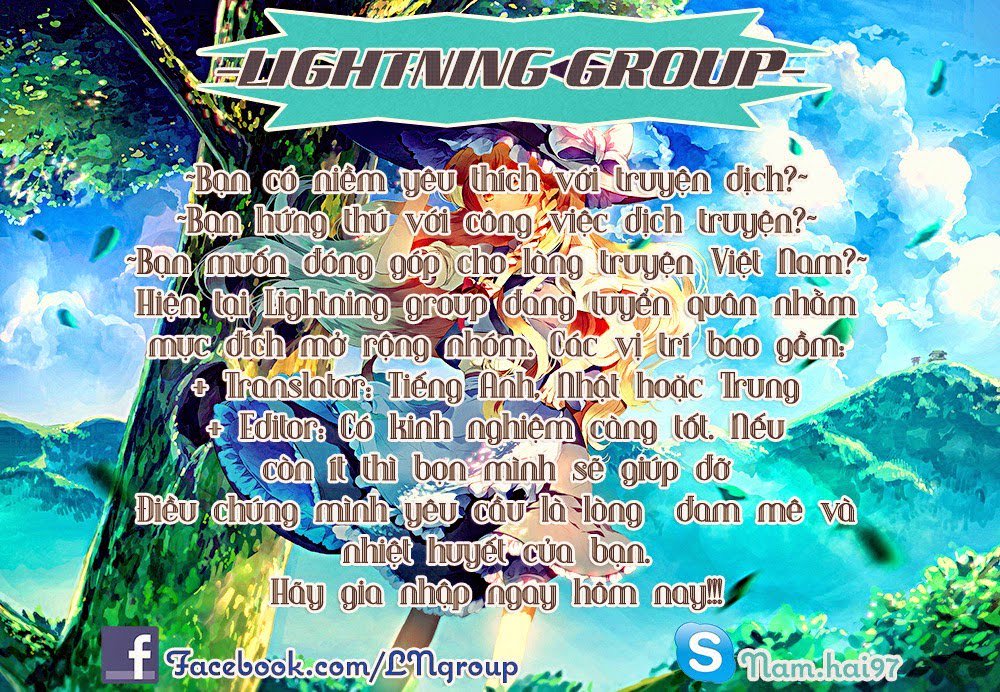 -LIGHTNING GROUP-
~Bạn có niềm yêu thích với truyện dịch?~
~Bạn hứng thú với công việc dịch truyện?~
~Bạn muốn đóng góp cho làng truyện Việt Nam?~
Hiện tại Lightning group đang tuyển quân nhằm
mục đích mở rộng nhóm. Các vị trí bao gồm:
+ Translator: Tiếng Anh, Nhật hoặc Trung
+ Editor: Có kinh nghiệm càng tốt. Nếu
còn ít thì bọn mình sẽ giúp đỡ
Điều chúng mình yêu cầu là lòng đam mê và
nhiệt huyết của bạn.
Hãy gia nhập ngay hôm nay!!!
f Facebook.com/LNgroup
S Nam.hai97